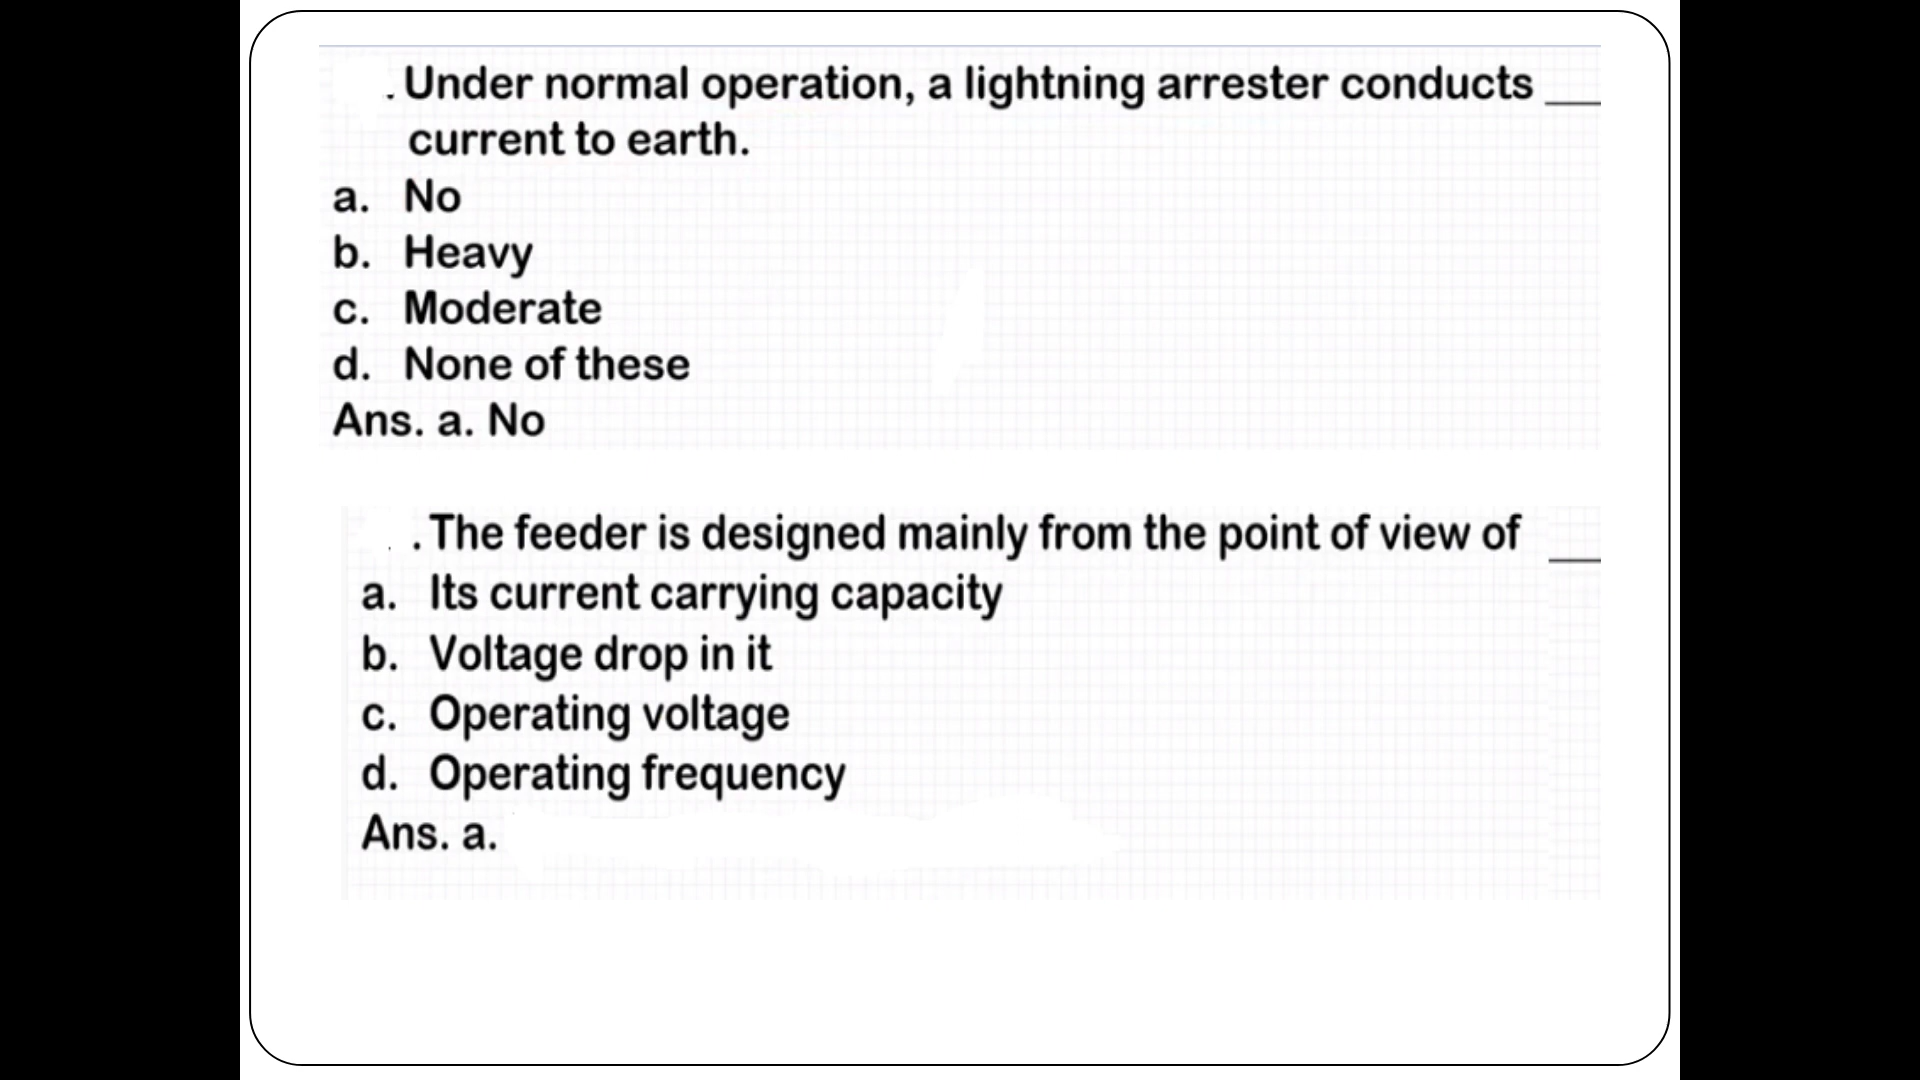 . Under normal operation, a lightning arrester conducts ___
current to earth.
a. No
b. Heavy
c. Moderate
d. None of these
Ans. a. No
. The feeder is designed mainly from the point of view of ___
a. Its current carrying capacity
b. Voltage drop in it
c. Operating voltage
d. Operating frequency
Ans. a.